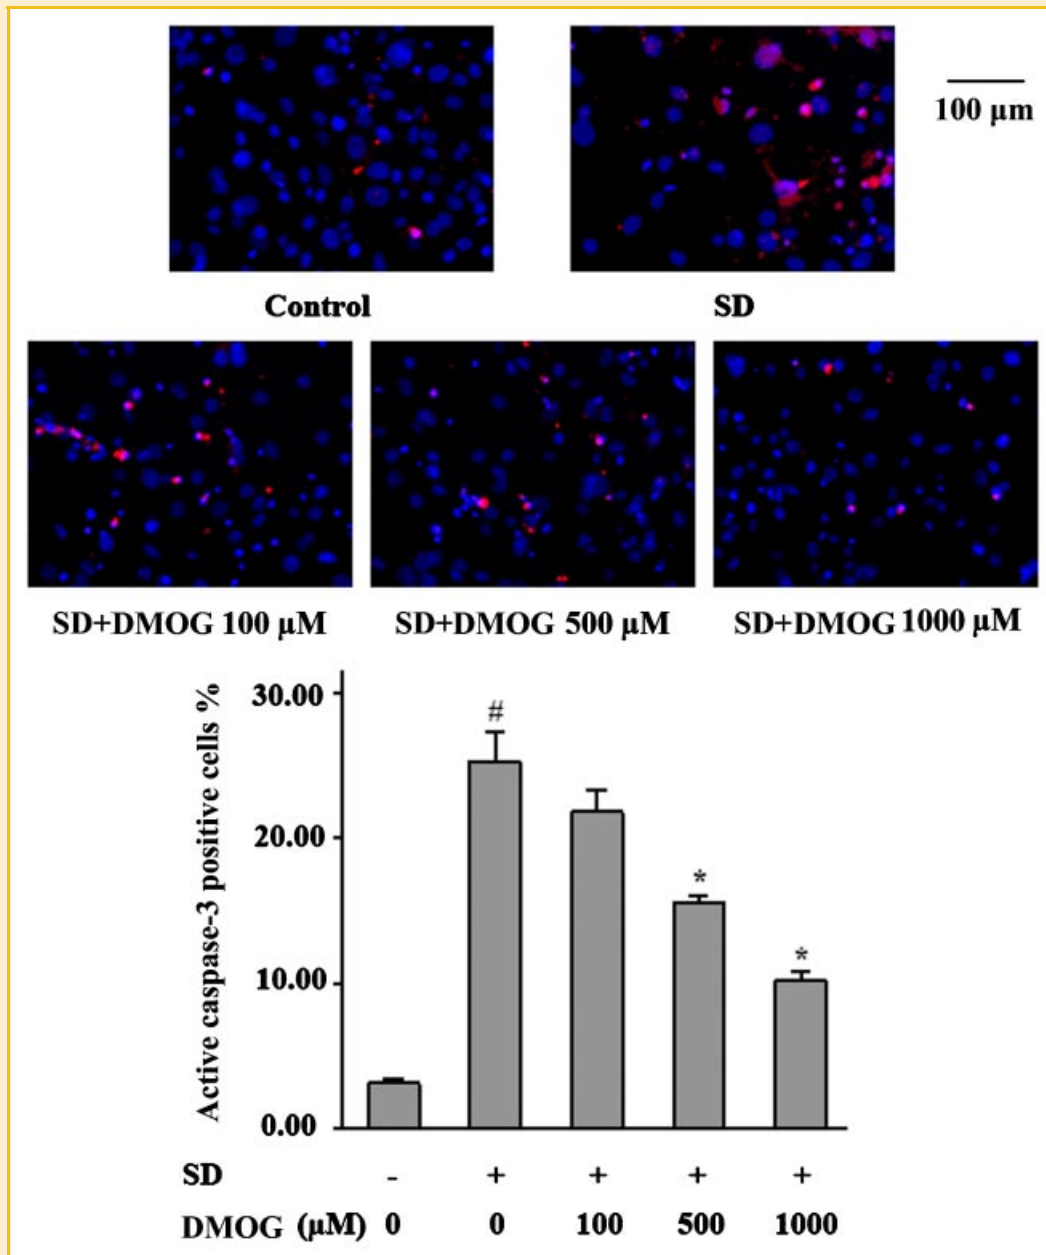 100 µm
Control SD
SD+DMOG 100 µM SD+DMOG 500 µM SD+DMOG 1000 µM
Active caspase-3 positive cells %
30.00
20.00
10.00
0.00
#
*
*
SD - + + + +
DMOG (µM) 0 0 100 500 1000